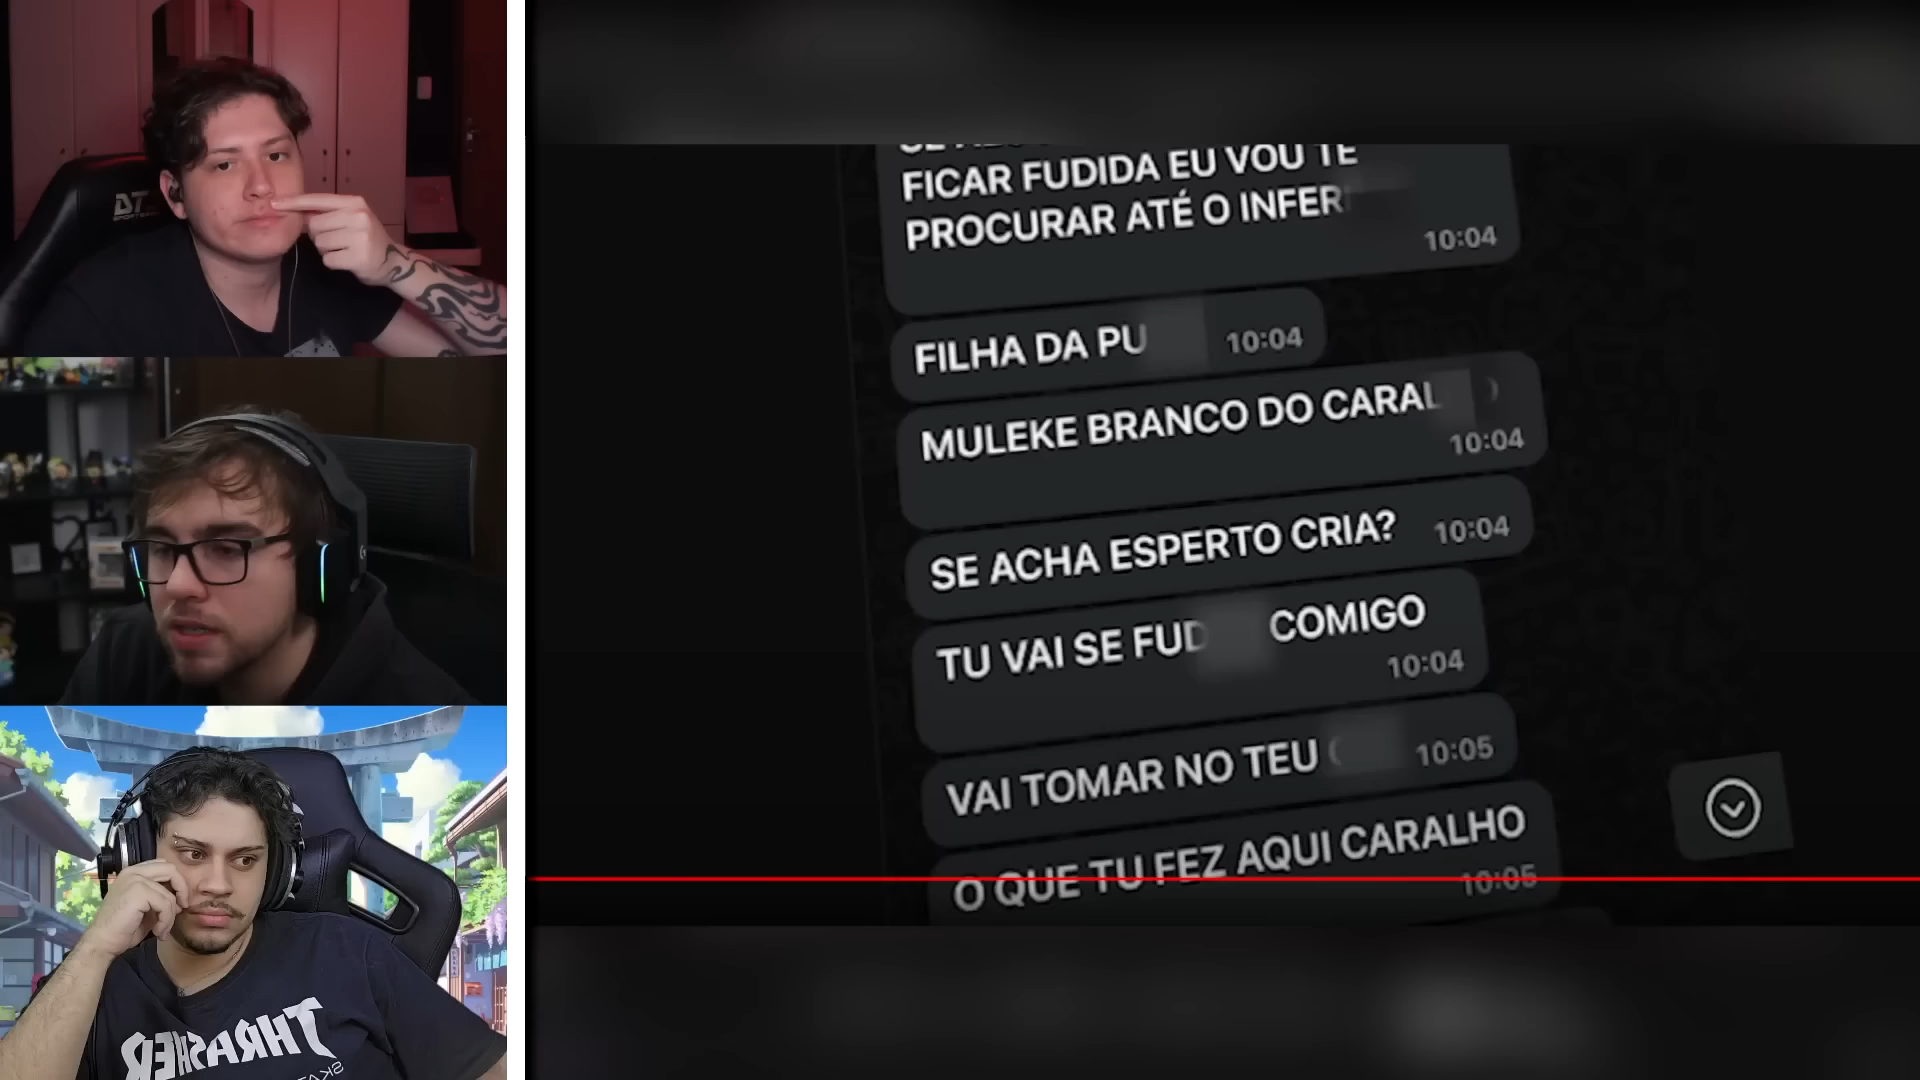 DT
FICAR FUDIDA EU VOU TE
PROCURAR ATÉ O INFER
10:04
FILHA DA PU 10:04
MULEKE BRANCO DO CARAL
10:04
SE ACHA ESPERTO CRIA? 10:04
TU VAI SE FUD COMIGO
10:04
VAI TOMAR NO TEU 10:05
O QUE TU FEZ AQUI CARALHO
10:05
THRASHER